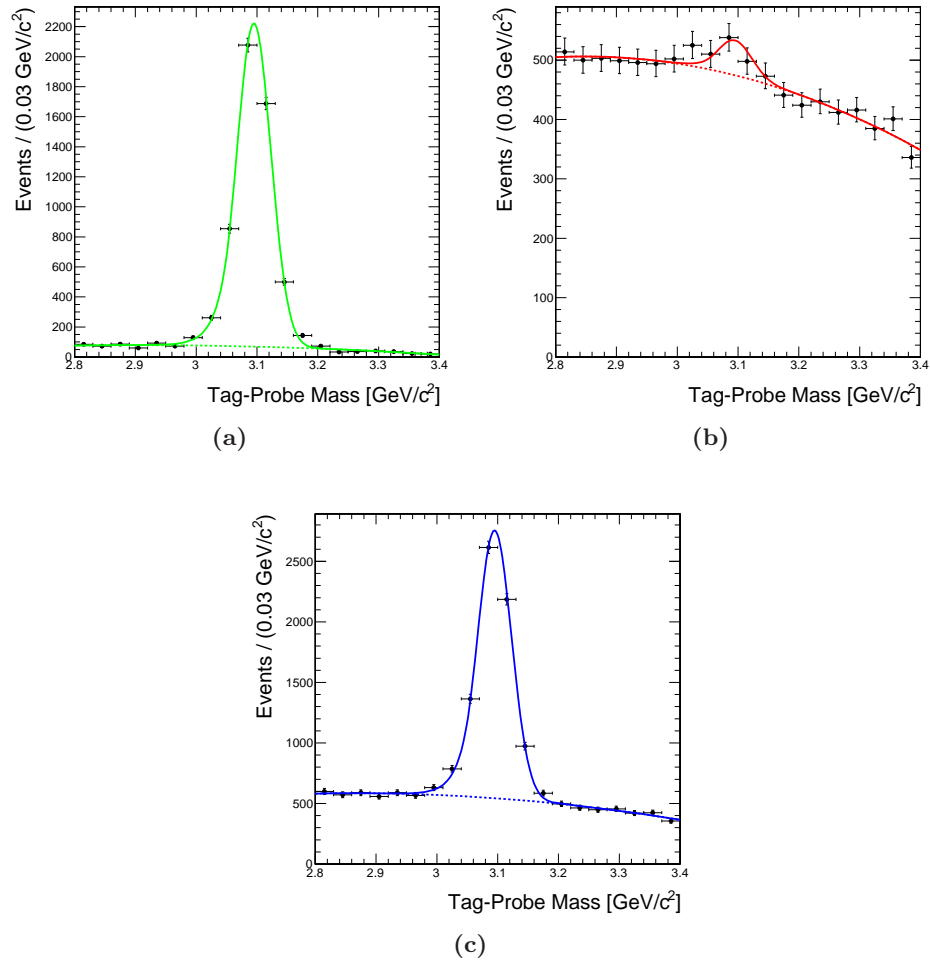 Events / (0.03 GeV/c²)
2200
2000
1800
1600
1400
1200
1000
800
600
400
200
0
2.8 2.9 3 3.1 3.2 3.3 3.4
Tag-Probe Mass [GeV/c²]
(a)
Events / (0.03 GeV/c²)
500
400
300
200
100
0
2.8 2.9 3 3.1 3.2 3.3 3.4
Tag-Probe Mass [GeV/c²]
(b)
Events / (0.03 GeV/c²)
2500
2000
1500
1000
500
0
2.8 2.9 3 3.1 3.2 3.3 3.4
Tag-Probe Mass [GeV/c²]
(c)